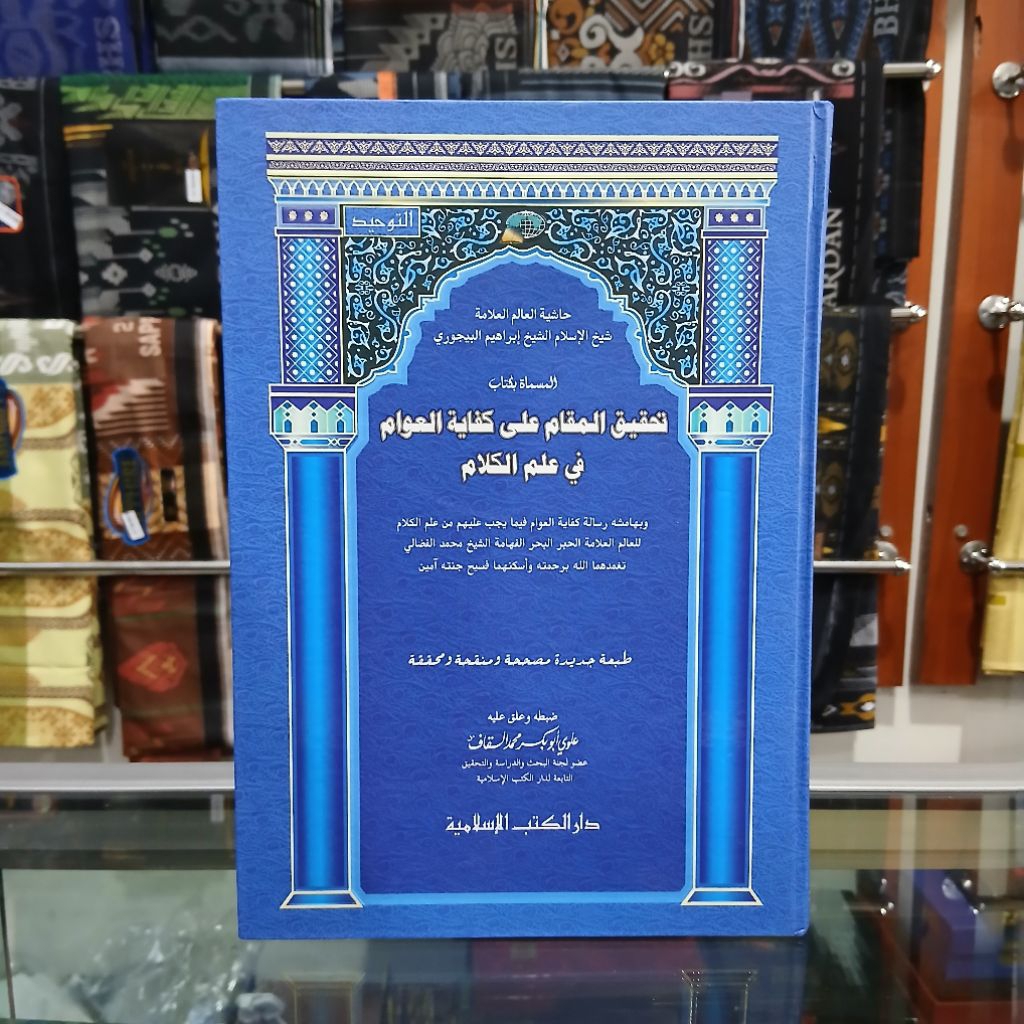 BHS
BHS
التوحيد
حاشية العالم العلامة
شيخ الإسلام الشيخ إبراهيم البيجوري
المسماة بكتاب
تحقيق المقام على كفاية العوام
في علم الكلام
وبهامشه رسالة كفاية العوام فيما يجب عليهم من علم الكلام
للعالم العلامة الحبر البحر الفهامة الشيخ محمد الفضالي
تغمدهما الله برحمته وأسكنهما فسيح جنته آمين
طبعة جديدة مصححة ومنقحة ومحققة
ضبطه وعلق عليه
علوي أبو بكر محمد السقاف
عضو لجنة البحث والدراسة والتحقيق
التابعة لدار الكتب الإسلامية
دار الكتب الإسلامية